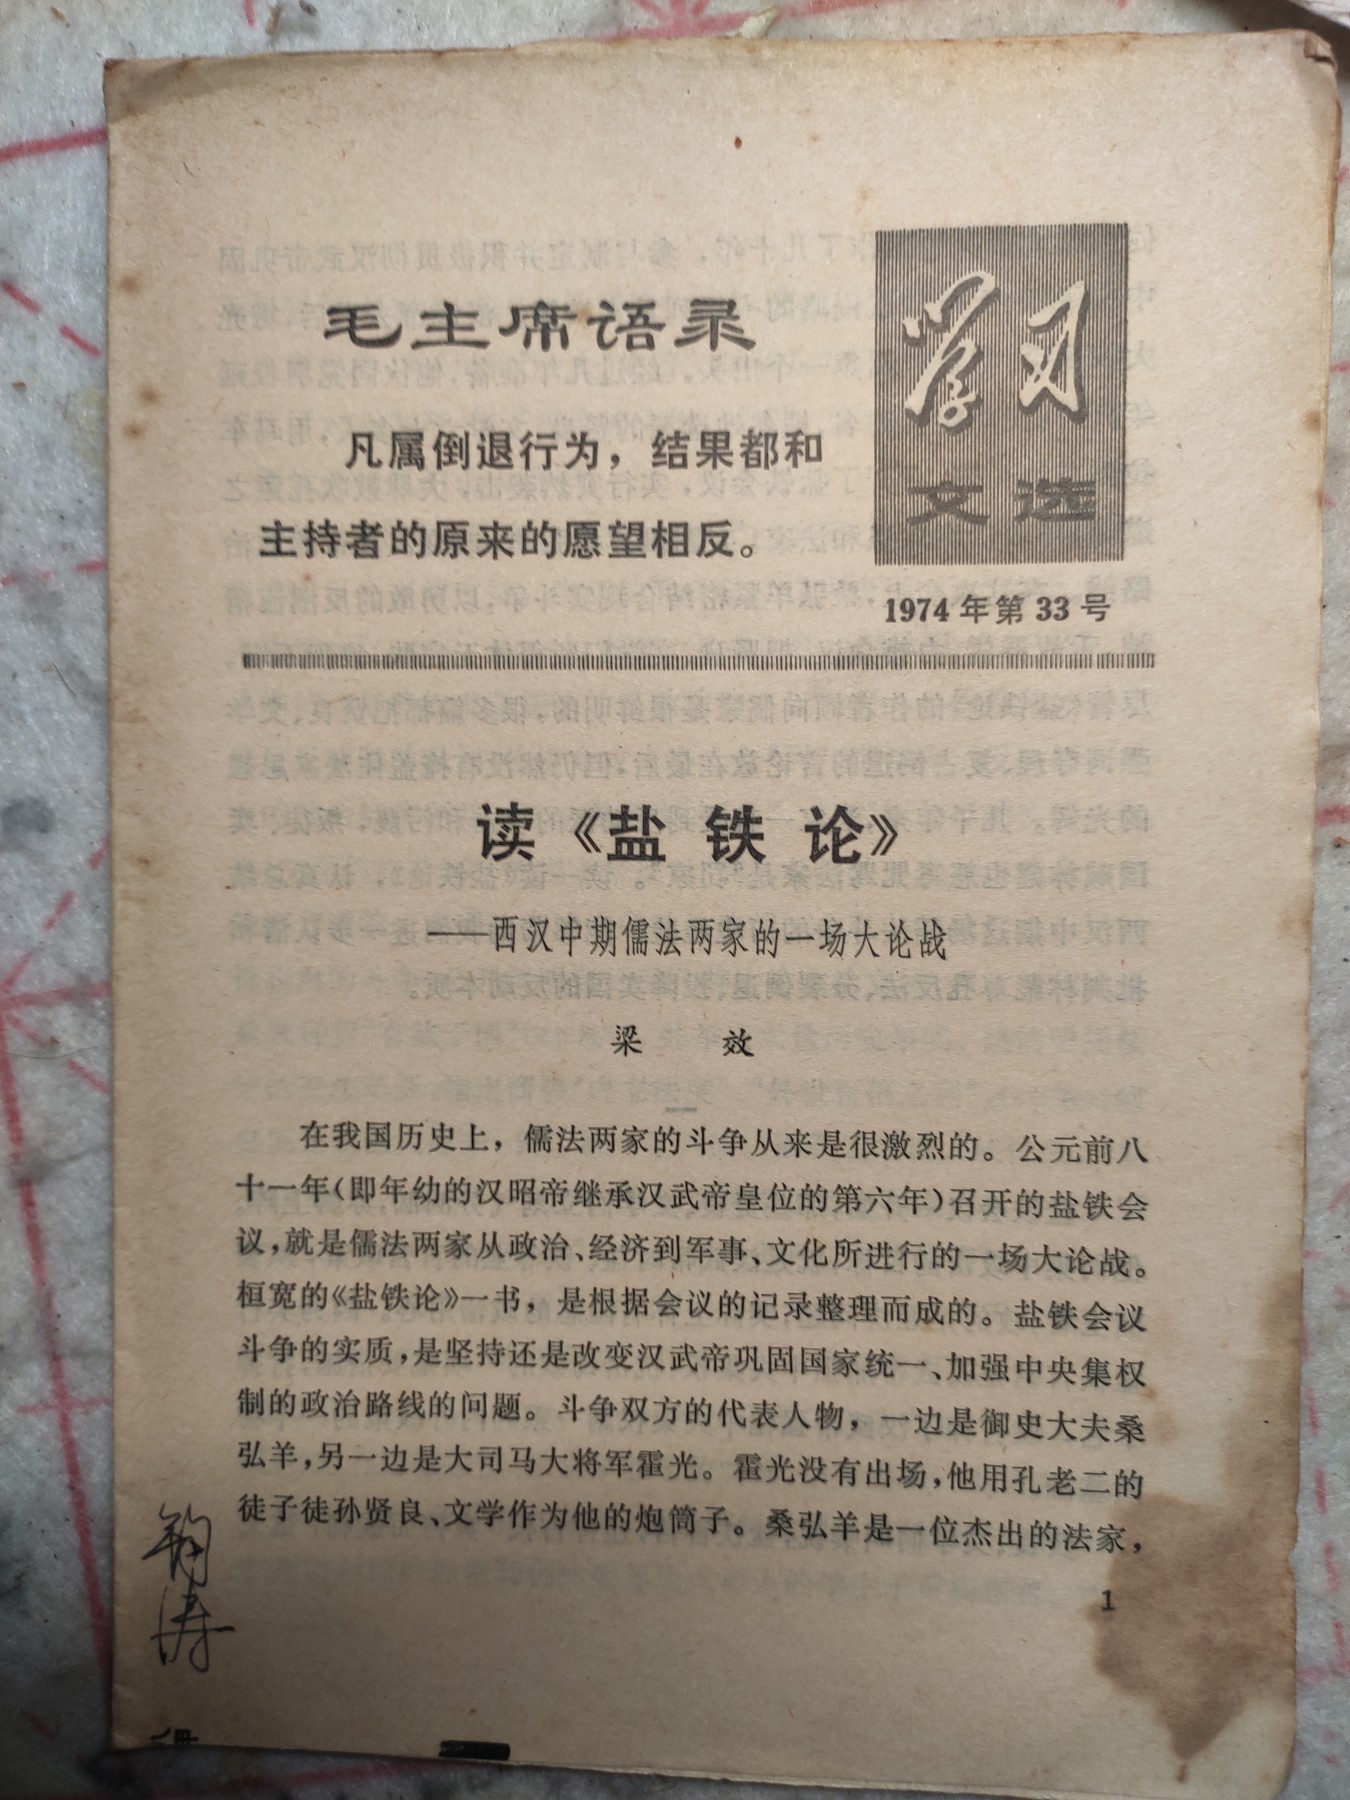 毛主席语录
凡属倒退行为，结果都和
主持者的原来的愿望相反。
学习
文选
1974年第33号
读《盐铁论》
——西汉中期儒法两家的一场大论战
梁 效
一
在我国历史上，儒法两家的斗争从来是很激烈的。公元前八
十一年（即年幼的汉昭帝继承汉武帝皇位的第六年）召开的盐铁会
议，就是儒法两家从政治、经济到军事、文化所进行的一场大论战。
桓宽的《盐铁论》一书，是根据会议的记录整理而成的。盐铁会议
斗争的实质，是坚持还是改变汉武帝巩固国家统一、加强中央集权
制的政治路线的问题。斗争双方的代表人物，一边是御史大夫桑
弘羊，另一边是大司马大将军霍光。霍光没有出场，他用孔老二的
徒子徒孙贤良、文学作为他的炮筒子。桑弘羊是一位杰出的法家，
1